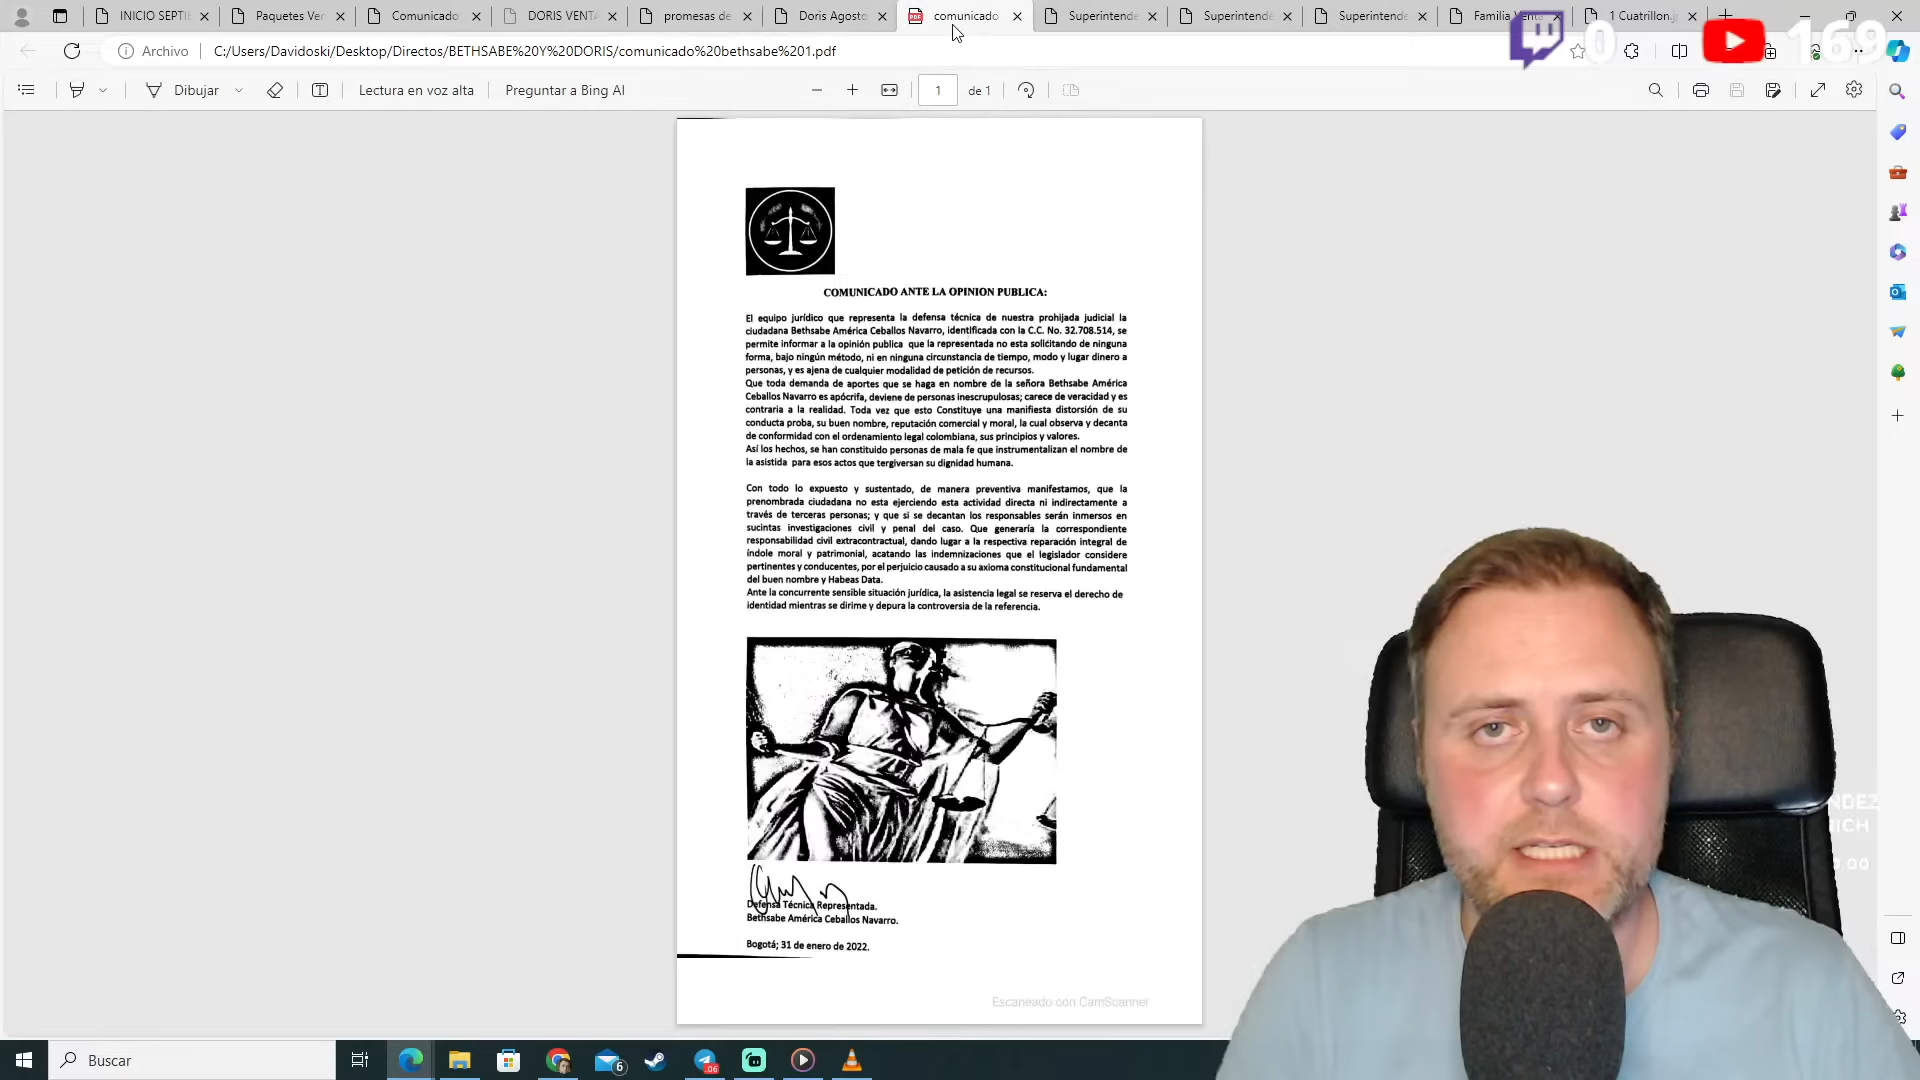 INICIO SEPTI
Paquetes Ven
Comunicado
DORIS VENTA
promesas de
Doris Agosto
comunicado
Superintende
Superintende
Superintende
Familia Venta
1 Cuatrillon.j
Archivo
C:/Users/Davidoski/Desktop/Directos/BETHSABE%20Y%20DORIS/comunicado%20bethsabe%201.pdf
0
169
Dibujar
Lectura en voz alta
Preguntar a Bing AI
1
de 1
COMUNICADO ANTE LA OPINION PUBLICA:
El equipo jurídico que representa la defensa técnica de nuestra prohijada judicial la
ciudadana Bethsabe América Ceballos Navarro, identificada con la C.C. No. 32.708.514, se
permite informar a la opinión publica que la representada no esta solicitando de ninguna
forma, bajo ningún método, ni en ninguna circunstancia de tiempo, modo y lugar dinero a
personas, y es ajena de cualquier modalidad de petición de recursos.
Que toda demanda de aportes que se haga en nombre de la señora Bethsabe América
Ceballos Navarro es apócrifa, deviene de personas inescrupulosas; carece de veracidad y es
contraria a la realidad. Toda vez que esto Constituye una manifiesta distorsión de su
conducta proba, su buen nombre, reputación comercial y moral, la cual observa y decanta
de conformidad con el ordenamiento legal colombiana, sus principios y valores.
Así los hechos, se han constituido personas de mala fe que instrumentalizan el nombre de
la asistida para esos actos que tergiversan su dignidad humana.
Con todo lo expuesto y sustentado, de manera preventiva manifestamos, que la
prenombrada ciudadana no esta ejerciendo esta actividad directa ni indirectamente a
través de terceras personas; y que si se decantan los responsables serán inmersos en
sucintas investigaciones civil y penal del caso. Que generaría la correspondiente
responsabilidad civil extracontractual, dando lugar a la respectiva reparación integral de
índole moral y patrimonial, acatando las indemnizaciones que el legislador considere
pertinentes y conducentes, por el perjuicio causado a su axioma constitucional fundamental
del buen nombre y Habeas Data.
Ante la concurrente sensible situación jurídica, la asistencia legal se reserva el derecho de
identidad mientras se dirime y depura la controversia de la referencia.
Defensa Técnica Representada.
Bethsabe América Ceballos Navarro.
Bogotá; 31 de enero de 2022.
Escaneado con CamScanner
NDEZ
ICH
0.00
Buscar
6
.06